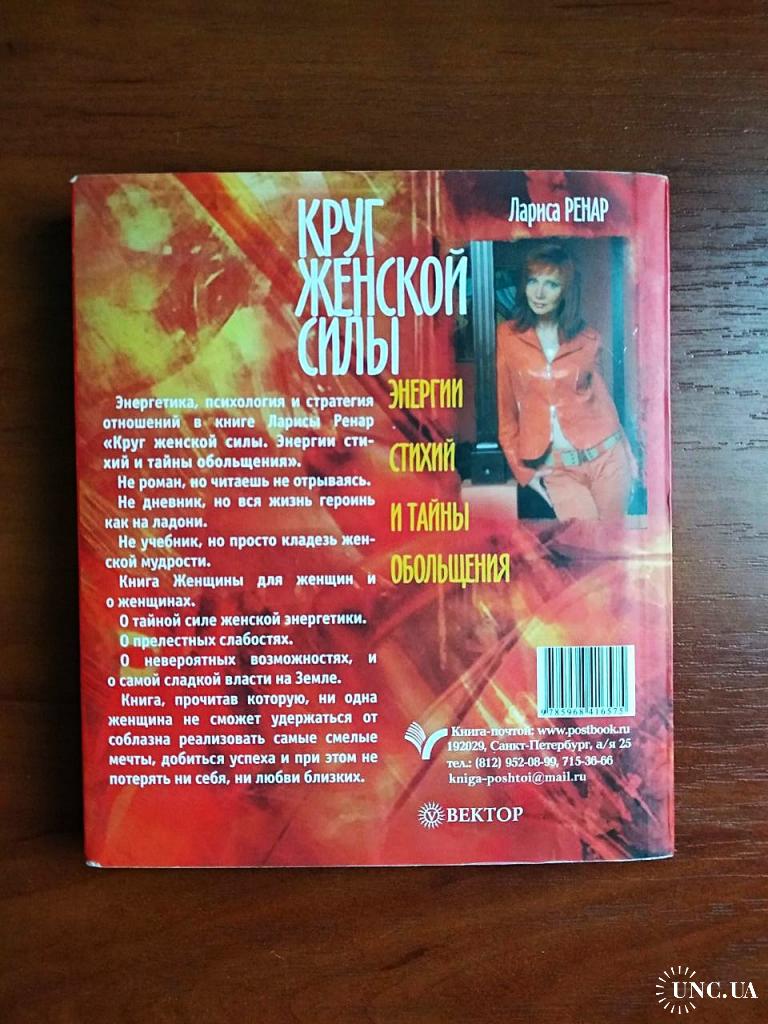 Лариса РЕНАР
КРУГ
ЖЕНСКОЙ
СИЛЫ
ЭНЕРГИИ
СТИХИЙ
И ТАЙНЫ
ОБОЛЬЩЕНИЯ
Энергетика, психология и стратегия
отношений в книге Ларисы Ренар
«Круг женской силы. Энергии сти-
хий и тайны обольщения».
Не роман, но читаешь не отрываясь.
Не дневник, но вся жизнь героинь
как на ладони.
Не учебник, но просто кладезь жен-
ской мудрости.
Книга Женщины для женщин и
о женщинах.
О тайной силе женской энергетики.
О прелестных слабостях.
О невероятных возможностях, и
о самой сладкой власти на Земле.
Книга, прочитав которую, ни одна
женщина не сможет удержаться от
соблазна реализовать самые смелые
мечты, добиться успеха и при этом не
потерять ни себя, ни любви близких.
9785968416575
Книга-почтой: www.postbook.ru
192029, Санкт-Петербург, а/я 25
тел.: (812) 952-08-99, 715-36-66
kniga-poshtoi@mail.ru
V ВЕКТОР
UNC.UA